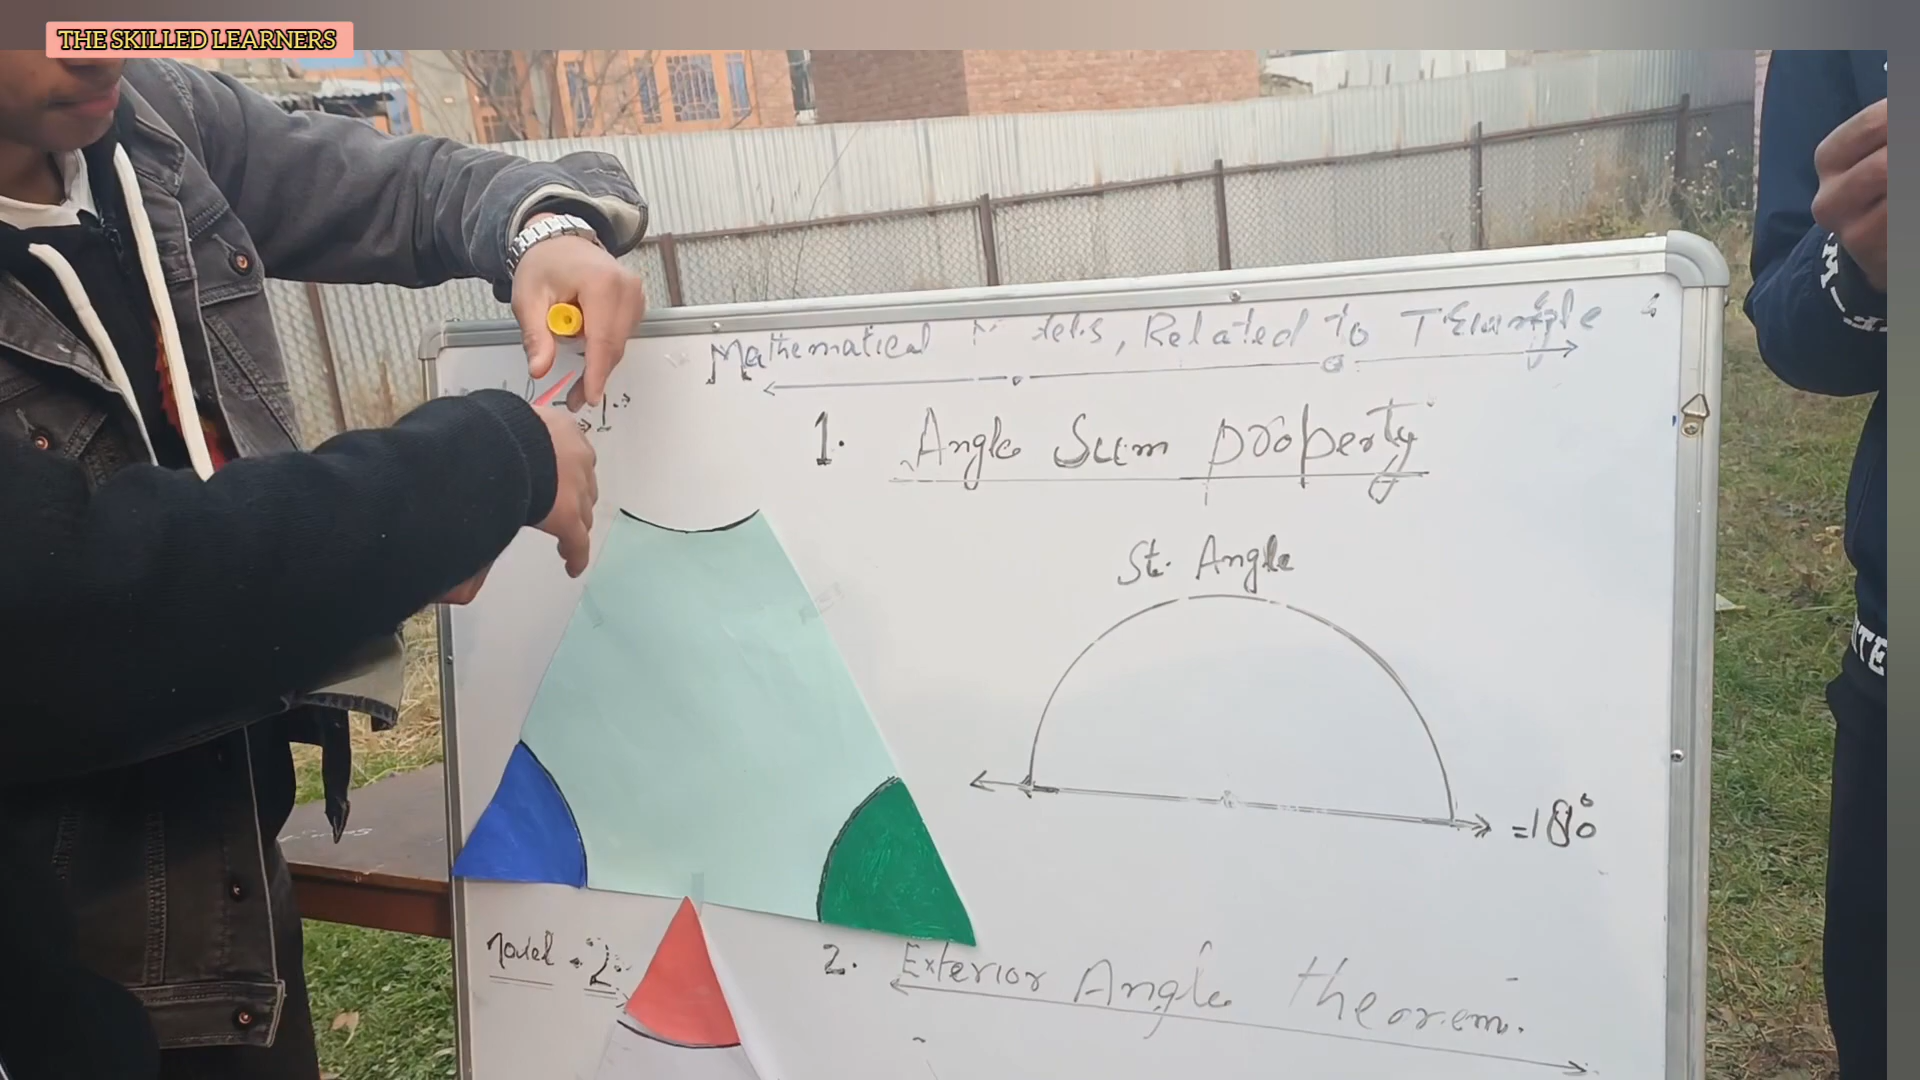 THE SKILLED LEARNERS
Mathematical Models, Related to Triangle
1.
1. Angle Sum property
St. Angle
=180°
Model - 2
2. Exterior Angle theorem.